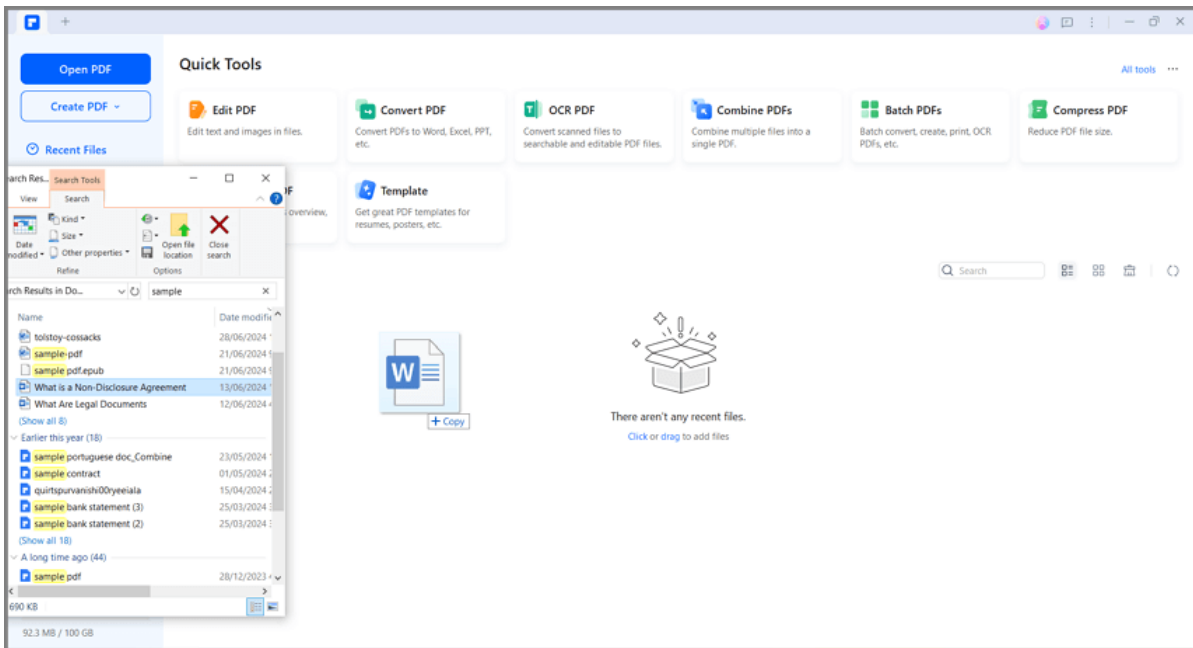 Open PDF
Create PDF
Recent Files
Quick Tools
All tools
Edit PDF
Edit text and images in files.
Convert PDF
Convert PDFs to Word, Excel, PPT,
etc.
OCR PDF
Convert scanned files to
searchable and editable PDF files.
Combine PDFs
Combine multiple files into a
single PDF.
Batch PDFs
Batch convert, create, print, OCR
PDFs, etc.
Compress PDF
Reduce PDF file size.
overview,
Template
Get great PDF templates for
resumes, posters, etc.
Search
arch Res...
Search Tools
View
Search
Date
modified
Kind
Size
Other properties
Refine
Open file
location
Close
search
Options
rch Results in Do...
sample
Name
Date modifi
tolstoy-cossacks 28/06/2024
sample-pdf 21/06/2024
sample pdf.epub 21/06/2024
What is a Non-Disclosure Agreement 13/06/2024
What Are Legal Documents 12/06/2024
(Show all 8)
Earlier this year (18)
sample portuguese doc_Combine 23/05/2024
sample contract 01/05/2024
quirtspurvanishi00ryeeiala 15/04/2024
sample bank statement (3) 25/03/2024
sample bank statement (2) 25/03/2024
(Show all 18)
A long time ago (44)
sample pdf 28/12/2023
690 KB
92.3 MB / 100 GB
W
+ Copy
There aren't any recent files.
Click or drag to add files